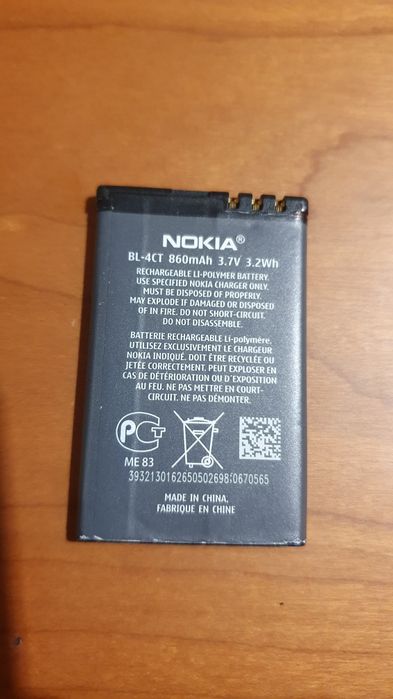 NOKIA®
BL-4CT 860mAh 3.7V 3.2Wh
RECHARGEABLE LI-POLYMER BATTERY.
USE SPECIFIED NOKIA CHARGER ONLY.
MUST BE DISPOSED OF PROPERLY.
MAY EXPLODE IF DAMAGED OR DISPOSED
OF IN FIRE. DO NOT SHORT-CIRCUIT.
DO NOT DISASSEMBLE.
BATTERIE RECHARGEABLE Li-polymère.
UTILISEZ EXCLUSIVEMENT LE CHARGEUR
NOKIA INDIQUÉ. DOIT ÊTRE RECYCLÉE OU
JETÉE CORRECTEMENT. PEUT EXPLOSER EN
CAS DE DÉTÉRIORATION OU D'EXPOSITION
AU FEU. NE PAS METTRE EN COURT-
CIRCUIT. PAS DÉMONTER.
ME 83
3932130162650502698;0670565
MADE IN CHINA,
FABRIQUE EN CHINE